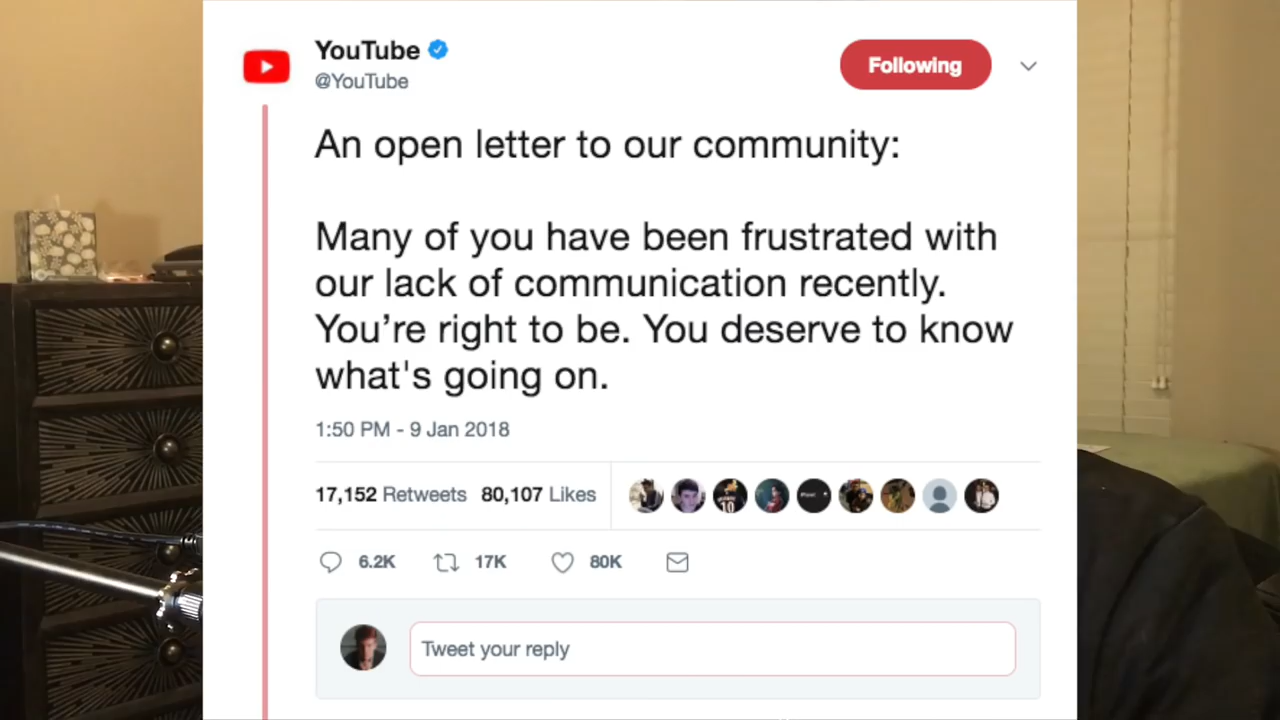 YouTube
@YouTube
Following
An open letter to our community:
Many of you have been frustrated with
our lack of communication recently.
You’re right to be. You deserve to know
what's going on.
1:50 PM - 9 Jan 2018
17,152 Retweets 80,107 Likes
6.2K 17K 80K
Tweet your reply